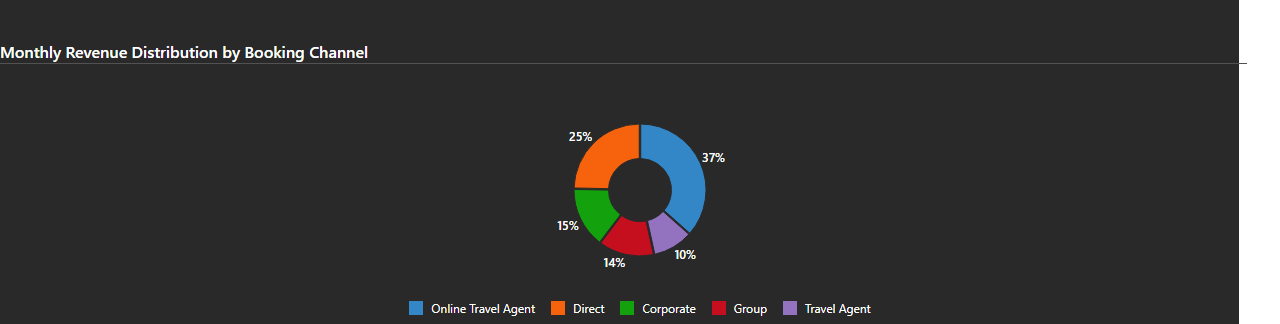 Monthly Revenue Distribution by Booking Channel
25%
37%
15%
14%
10%
Online Travel Agent Direct Corporate Group Travel Agent